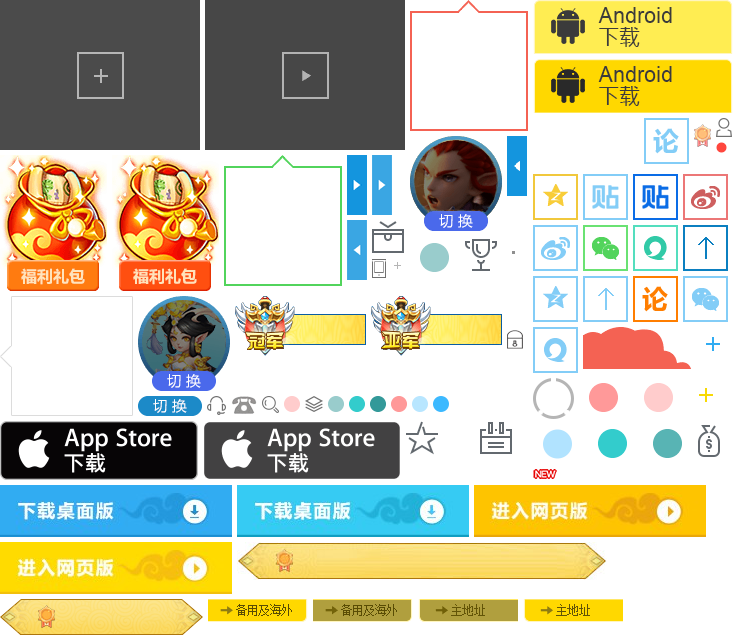 Android
下载
Android
下载
论
切换
贴
贴
福利礼包
福利礼包
论
冠军
亚军
切换
切换
App Store
下载
App Store
下载
NEW
下载桌面版
下载桌面版
进入网页版
进入网页版
备用及海外
备用及海外
主地址
主地址